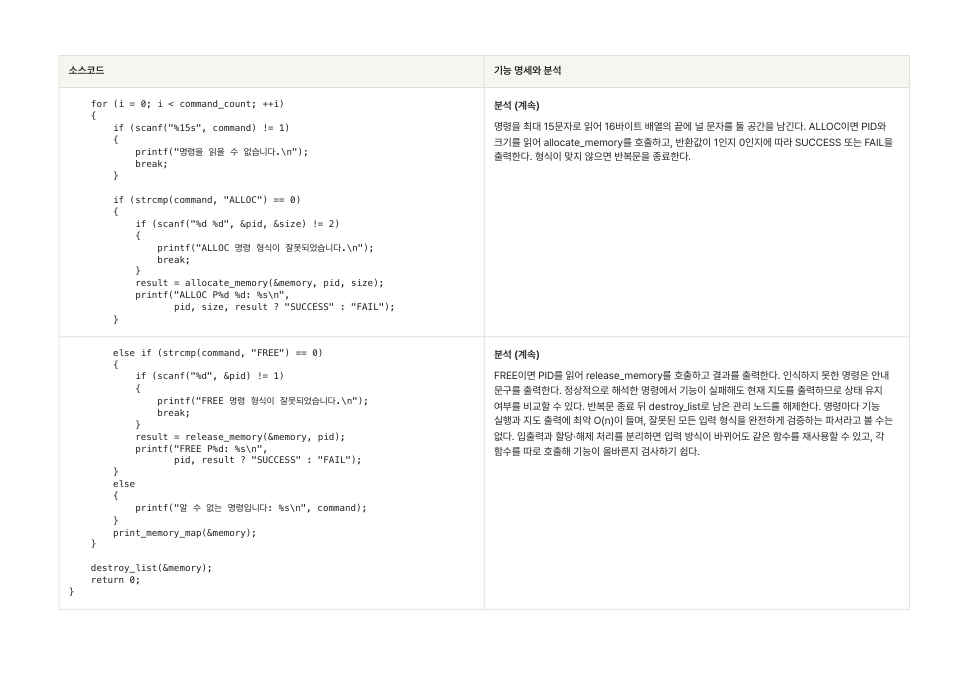 소스코드
기능 명세와 분석
for (i = 0; i < command_count; ++i)
{
if (scanf("%15s", command) != 1)
{
printf("명령을 읽을 수 없습니다.\n");
break;
}
if (strcmp(command, "ALLOC") == 0)
{
if (scanf("%d %d", &pid, &size) != 2)
{
printf("ALLOC 명령 형식이 잘못되었습니다.\n");
break;
}
result = allocate_memory(&memory, pid, size);
printf("ALLOC P%d %d: %s\n",
pid, size, result ? "SUCCESS" : "FAIL");
}
분석 (계속)
명령을 최대 15문자로 읽어 16바이트 배열의 끝에 널 문자를 둘 공간을 남긴다. ALLOC이면 PID와
크기를 읽어 allocate_memory를 호출하고, 반환값이 1인지 0인지에 따라 SUCCESS 또는 FAIL을
출력한다. 형식이 맞지 않으면 반복문을 종료한다.
else if (strcmp(command, "FREE") == 0)
{
if (scanf("%d", &pid) != 1)
{
printf("FREE 명령 형식이 잘못되었습니다.\n");
break;
}
result = release_memory(&memory, pid);
printf("FREE P%d: %s\n",
pid, result ? "SUCCESS" : "FAIL");
}
else
{
printf("알 수 없는 명령입니다: %s\n", command);
}
print_memory_map(&memory);
}
destroy_list(&memory);
return 0;
}
분석 (계속)
FREE이면 PID를 읽어 release_memory를 호출하고 결과를 출력한다. 인식하지 못한 명령은 안내
문구를 출력한다. 정상적으로 해석한 명령에서 기능이 실패해도 현재 지도를 출력하므로 상태 유지
여부를 비교할 수 있다. 반복문 종료 뒤 destroy_list로 남은 관리 노드를 해제한다. 명령마다 기능
실행과 지도 출력에 최악 O(n)이 들며, 잘못된 모든 입력 형식을 완전하게 검증하는 파서라고 볼 수는
없다. 입출력과 할당·해제 처리를 분리하면 입력 방식이 바뀌어도 같은 함수를 재사용할 수 있고, 각
함수를 따로 호출해 기능이 올바른지 검사하기 쉽다.